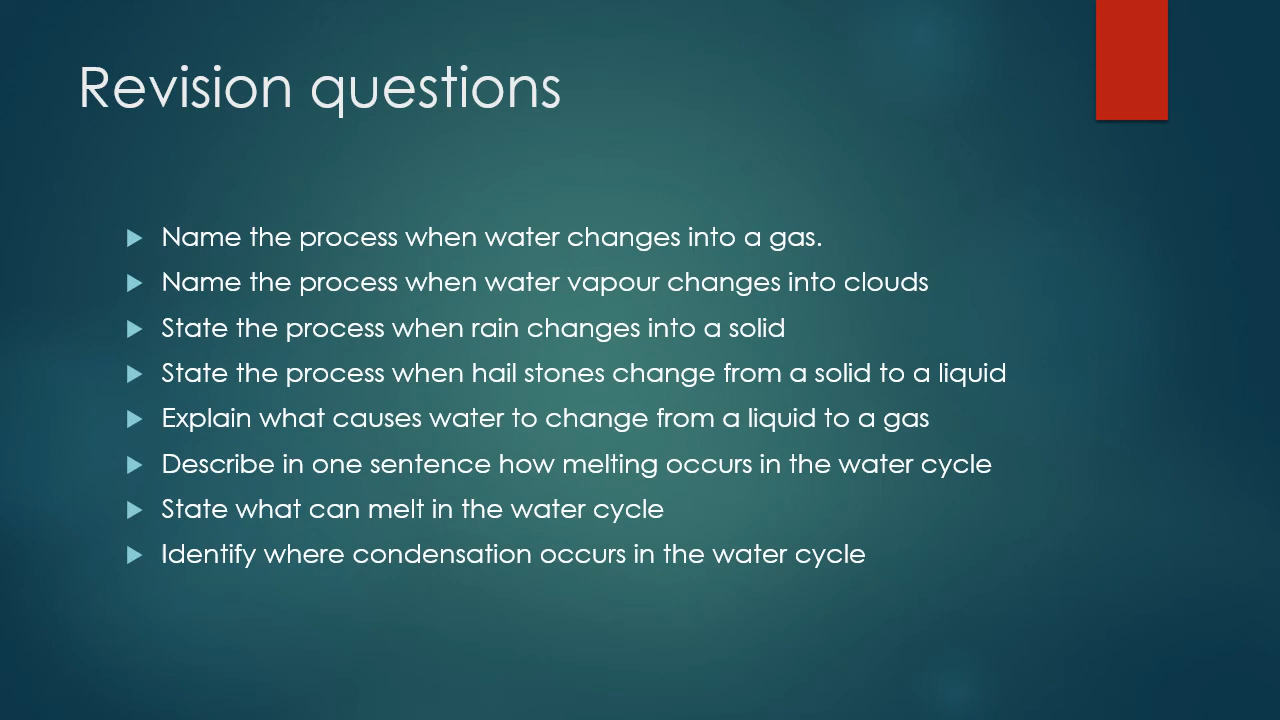 Revision questions
Name the process when water changes into a gas.
Name the process when water vapour changes into clouds
State the process when rain changes into a solid
State the process when hail stones change from a solid to a liquid
Explain what causes water to change from a liquid to a gas
Describe in one sentence how melting occurs in the water cycle
State what can melt in the water cycle
Identify where condensation occurs in the water cycle